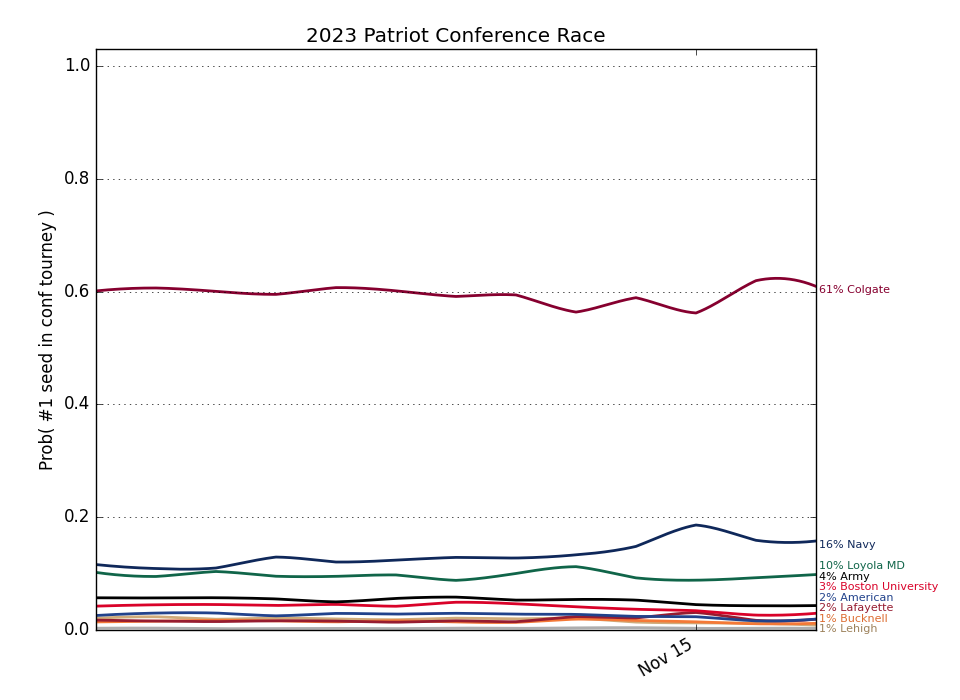 2023 Patriot Conference Race
Prob( #1 seed in conf tourney )
1.0
0.8
0.6
0.4
0.2
0.0
61% Colgate
16% Navy
10% Loyola MD
4% Army
3% Boston University
2% American
2% Lafayette
1% Bucknell
1% Lehigh
Nov 15